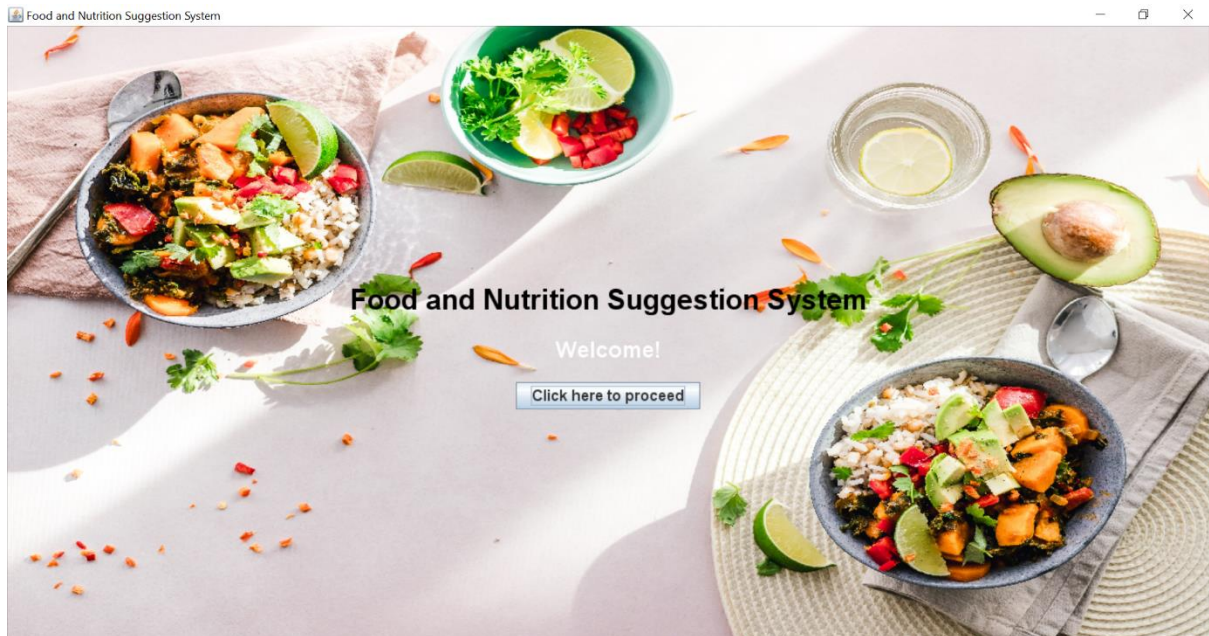 Food and Nutrition Suggestion System
Food and Nutrition Suggestion System
Welcome!
Click here to proceed